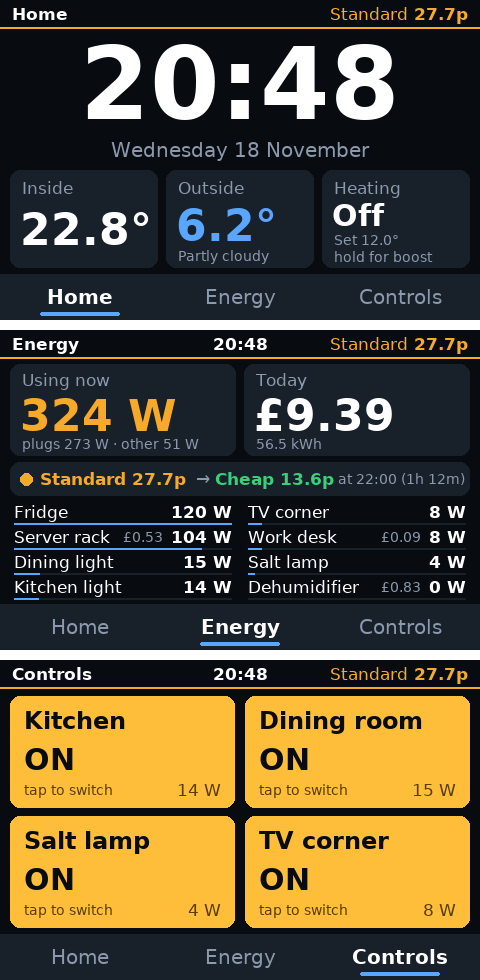 Home Standard 27.7p
20:48
Wednesday 18 November
Inside Outside Heating
22.8° 6.2° Off
Set 12.0°
Partly cloudy hold for boost
Home Energy Controls
Energy 20:48 Standard 27.7p
Using now Today
324 W £9.39
plugs 273 W · other 51 W 56.5 kWh
Standard 27.7p → Cheap 13.6p at 22:00 (1h 12m)
Fridge 120 W TV corner 8 W
Server rack £0.53 104 W Work desk £0.09 8 W
Dining light 15 W Salt lamp 4 W
Kitchen light 14 W Dehumidifier £0.83 0 W
Home Energy Controls
Controls 20:48 Standard 27.7p
Kitchen Dining room
ON ON
tap to switch 14 W tap to switch 15 W
Salt lamp TV corner
ON ON
tap to switch 4 W tap to switch 8 W
Home Energy Controls